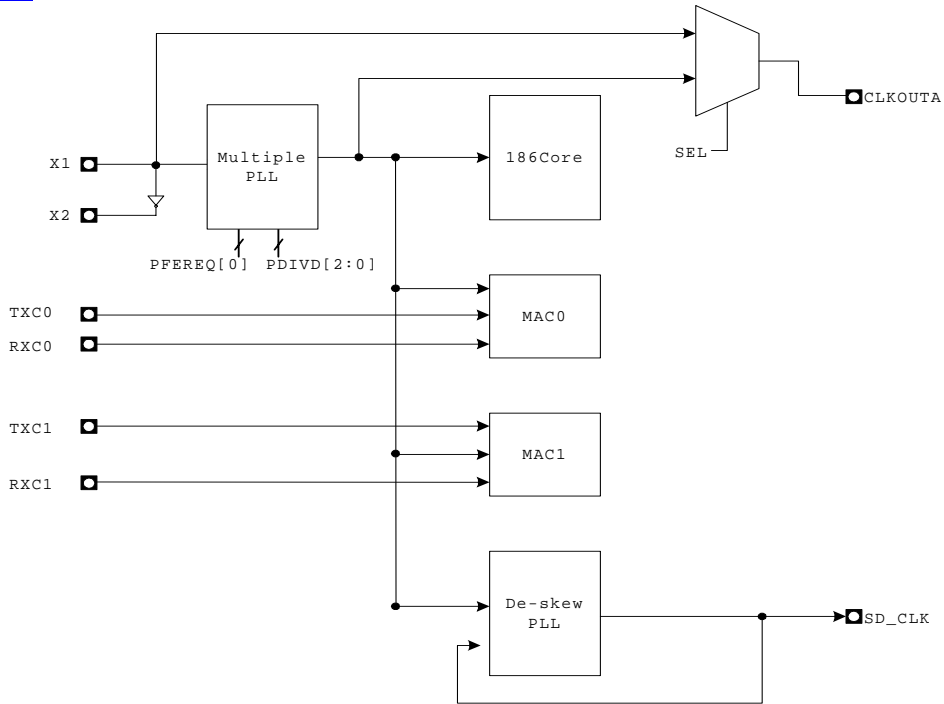 CLKOUTA
SEL
X1
Multiple
PLL
186Core
X2
PFEREQ[0] PDIVD[2:0]
TXC0
MAC0
RXC0
TXC1
MAC1
RXC1
De-skew
PLL
SD_CLK